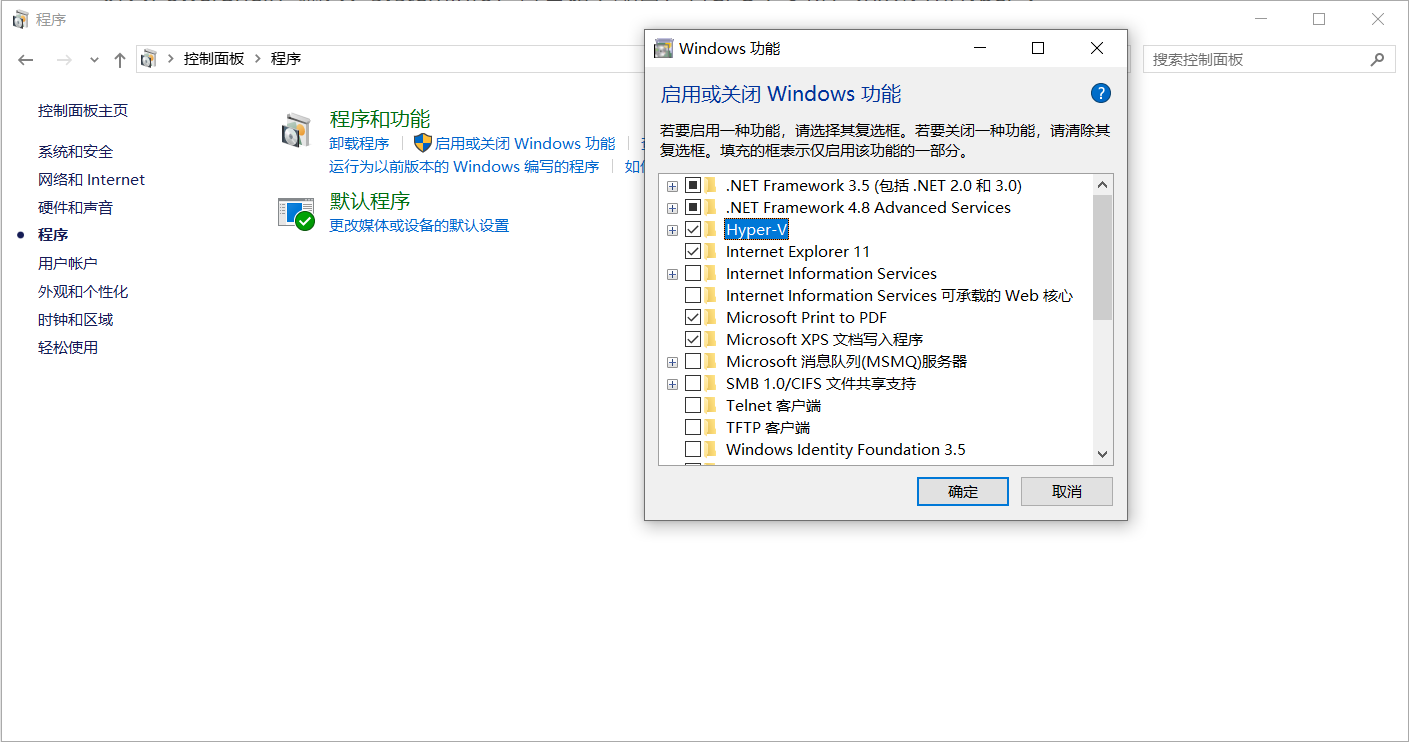 程序
控制面板 程序
搜索控制面板
控制面板主页
系统和安全
网络和 Internet
硬件和声音
程序
用户帐户
外观和个性化
时钟和区域
轻松使用
程序和功能
卸载程序 启用或关闭 Windows 功能
运行为以前版本的 Windows 编写的程序
默认程序
更改媒体或设备的默认设置
Windows 功能
启用或关闭 Windows 功能
若要启用一种功能，请选择其复选框。若要关闭一种功能，请清除其
复选框。填充的框表示仅启用该功能的一部分。
.NET Framework 3.5 (包括 .NET 2.0 和 3.0)
.NET Framework 4.8 Advanced Services
Hyper-V
Internet Explorer 11
Internet Information Services
Internet Information Services 可承载的 Web 核心
Microsoft Print to PDF
Microsoft XPS 文档写入程序
Microsoft 消息队列(MSMQ)服务器
SMB 1.0/CIFS 文件共享支持
Telnet 客户端
TFTP 客户端
Windows Identity Foundation 3.5
确定 取消